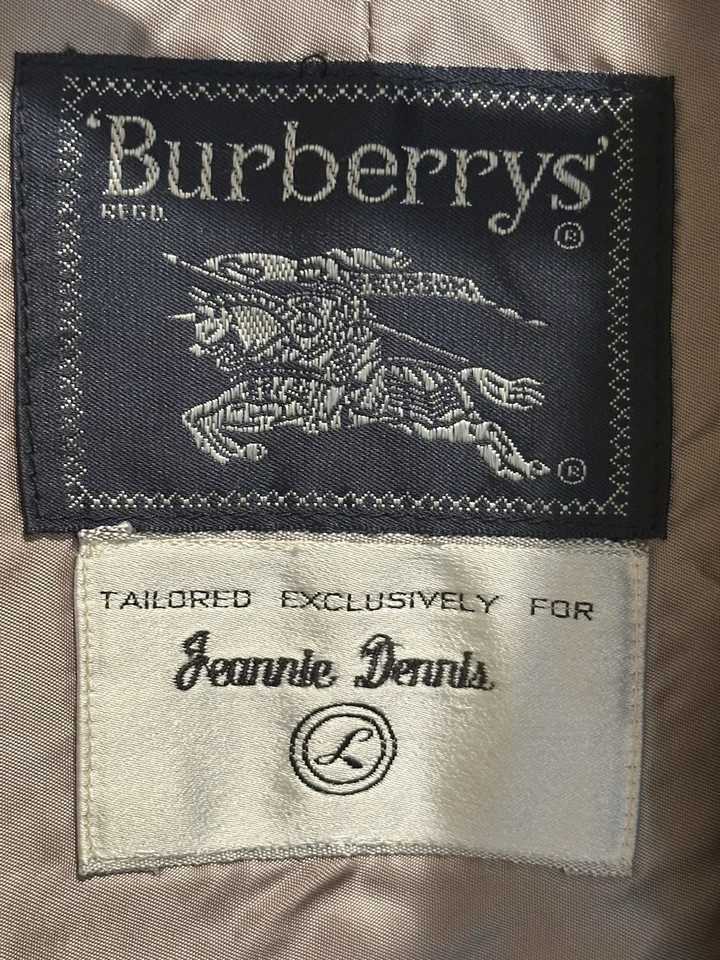 'Burberrys'
REGD.
®
®
TAILORED EXCLUSIVELY FOR
Jeannie Dennis
L